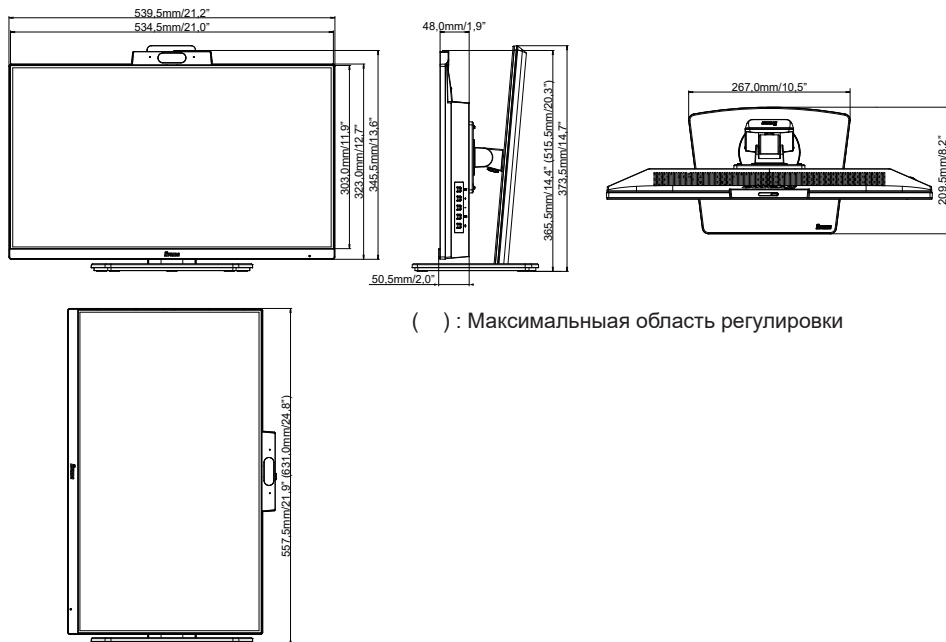 539,5mm/21,2”
534,5mm/21,0”
303,0mm/11,9”
323,0mm/12,7”
345,5mm/13,6”
48,0mm/1,9”
365,5mm/14,4” (515,5mm/20,3”)
373,5mm/14,7”
50,5mm/2,0”
267,0mm/10,5”
209,5mm/8,2”
( ) : Максимальныая область регулировки
557,5mm/21,9” (631,0mm/24,8”)